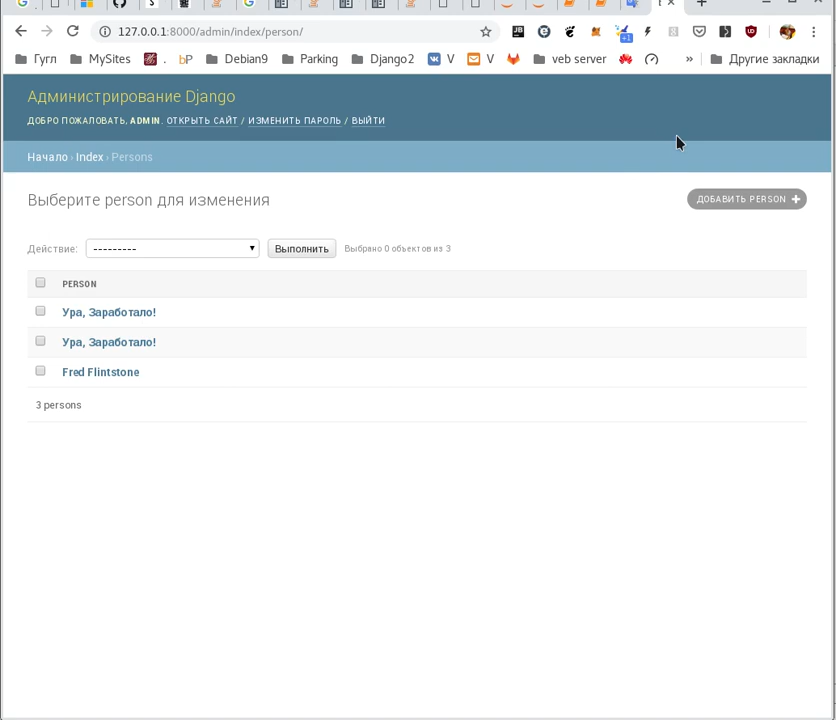 127.0.0.1:8000/admin/index/person/
Гугл MySites . bP Debian9 Parking Django2 V V veb server » Другие закладки
Администрирование Django
ДОБРО ПОЖАЛОВАТЬ, ADMIN. ОТКРЫТЬ САЙТ / ИЗМЕНИТЬ ПАРОЛЬ / ВЫЙТИ
Начало › Index › Persons
Выберите person для изменения
ДОБАВИТЬ PERSON +
Действие: --------- Выполнить Выбрано 0 объектов из 3
PERSON
Ура, Заработало!
Ура, Заработало!
Fred Flintstone
3 persons